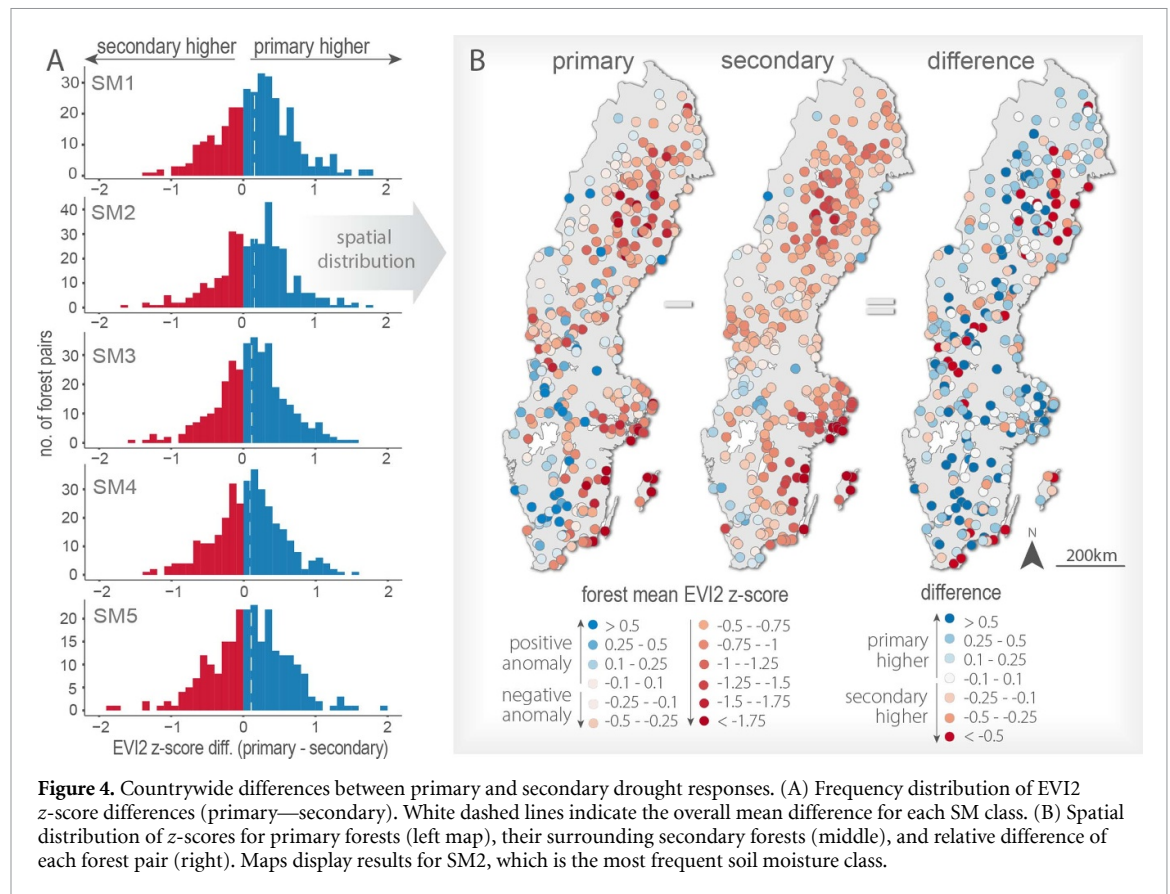 A
secondary higher
primary higher
SM1
30
20
10
0
−2
−1
0
1
2
SM2
40
30
20
10
0
−2
−1
0
1
2
spatial
distribution
SM3
30
20
10
0
−2
−1
0
1
2
SM4
30
20
10
0
−2
−1
0
1
2
SM5
20
15
10
5
0
−2
−1
0
1
2
no. of forest pairs
EVI2 z-score diff. (primary - secondary)
B
primary
secondary
difference
–
=
N
200km
forest mean EVI2 z-score
positive
anomaly
negative
anomaly
> 0.5
0.25 - 0.5
0.1 - 0.25
-0.1 - 0.1
-0.25 - -0.1
-0.5 - -0.25
-0.5 - -0.75
-0.75 - -1
-1 - -1.25
-1.25 - -1.5
-1.5 - -1.75
< -1.75
difference
primary
higher
secondary
higher
> 0.5
0.25 - 0.5
0.1 - 0.25
-0.1 - 0.1
-0.25 - -0.1
-0.5 - -0.25
< -0.5
Figure 4. Countrywide differences between primary and secondary drought responses. (A) Frequency distribution of EVI2
z-score differences (primary—secondary). White dashed lines indicate the overall mean difference for each SM class. (B) Spatial
distribution of z-scores for primary forests (left map), their surrounding secondary forests (middle), and relative difference of
each forest pair (right). Maps display results for SM2, which is the most frequent soil moisture class.